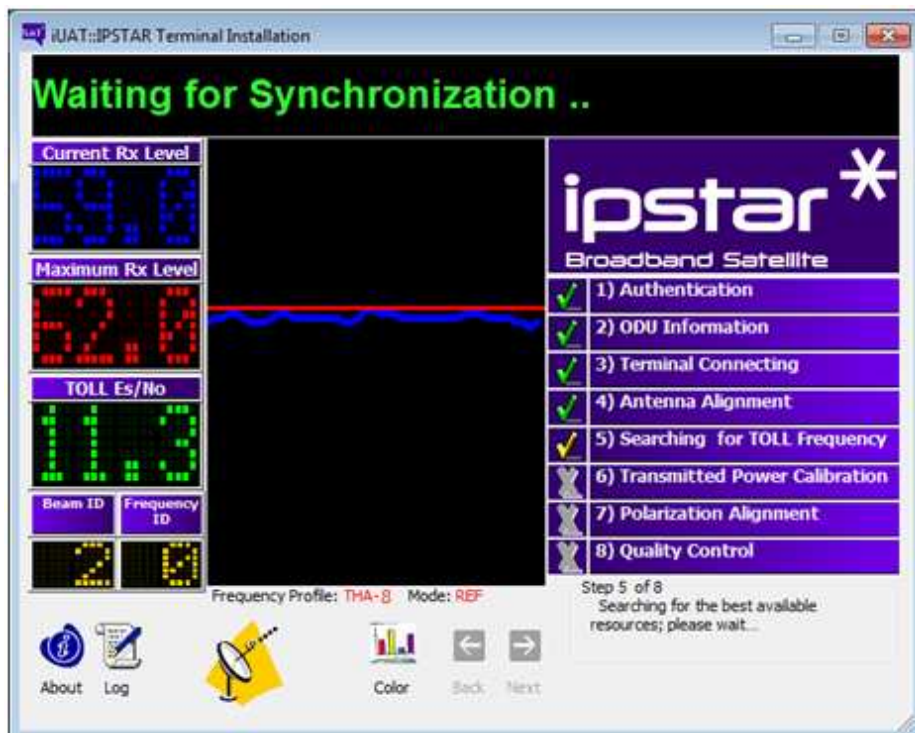 iUAT::IPSTAR Terminal Installation
Waiting for Synchronization ..
Current Rx Level
59.0
Maximum Rx Level
62.0
TOLL Es/No
11.3
Beam ID
Frequency ID
2
0
ipstar
Broadband Satellite
1) Authentication
2) ODU Information
3) Terminal Connecting
4) Antenna Alignment
5) Searching for TOLL Frequency
6) Transmitted Power Calibration
7) Polarization Alignment
8) Quality Control
Frequency Profile: THA-8 Mode: REF
Step 5 of 8
Searching for the best available
resources; please wait...
About
Log
Color
Back
Next